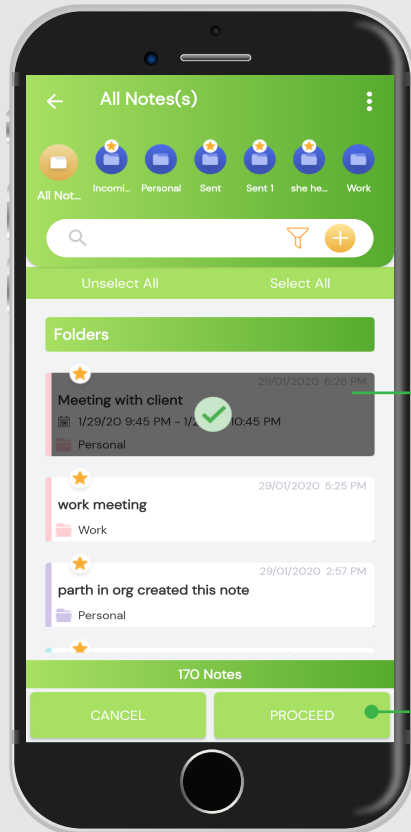 All Notes(s)
All Not... Incomi... Personal Sent Sent 1 she he... Work
Unselect All Select All
Folders
29/01/2020 6:26 PM
Meeting with client
1/29/20 9:45 PM - 1/2 10:45 PM
Personal
29/01/2020 5:25 PM
work meeting
Work
29/01/2020 2:57 PM
parth in org created this note
Personal
170 Notes
CANCEL PROCEED